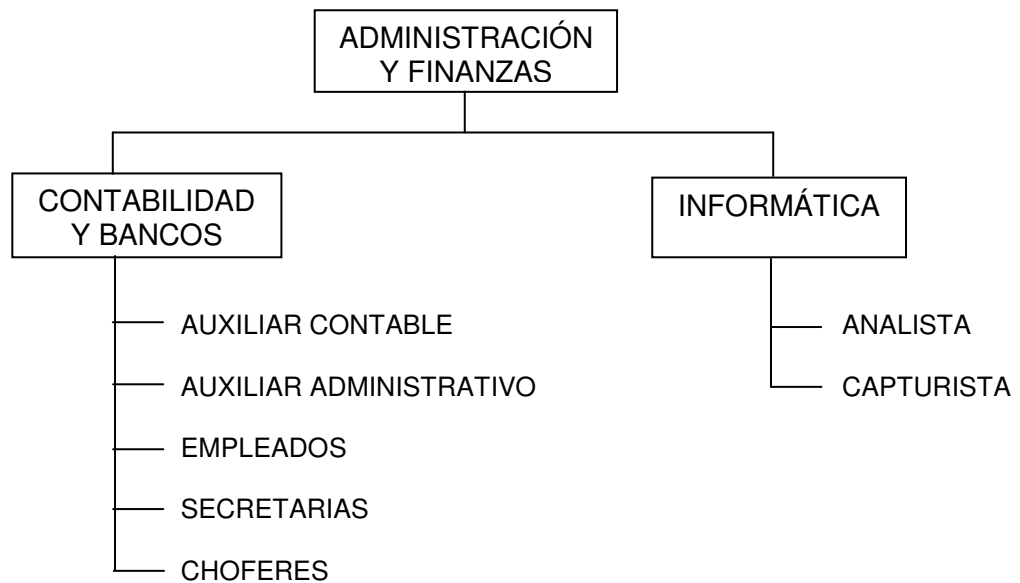 ADMINISTRACIÓN
Y FINANZAS
CONTABILIDAD
Y BANCOS
INFORMÁTICA
AUXILIAR CONTABLE
AUXILIAR ADMINISTRATIVO
EMPLEADOS
SECRETARIAS
CHOFERES
ANALISTA
CAPTURISTA